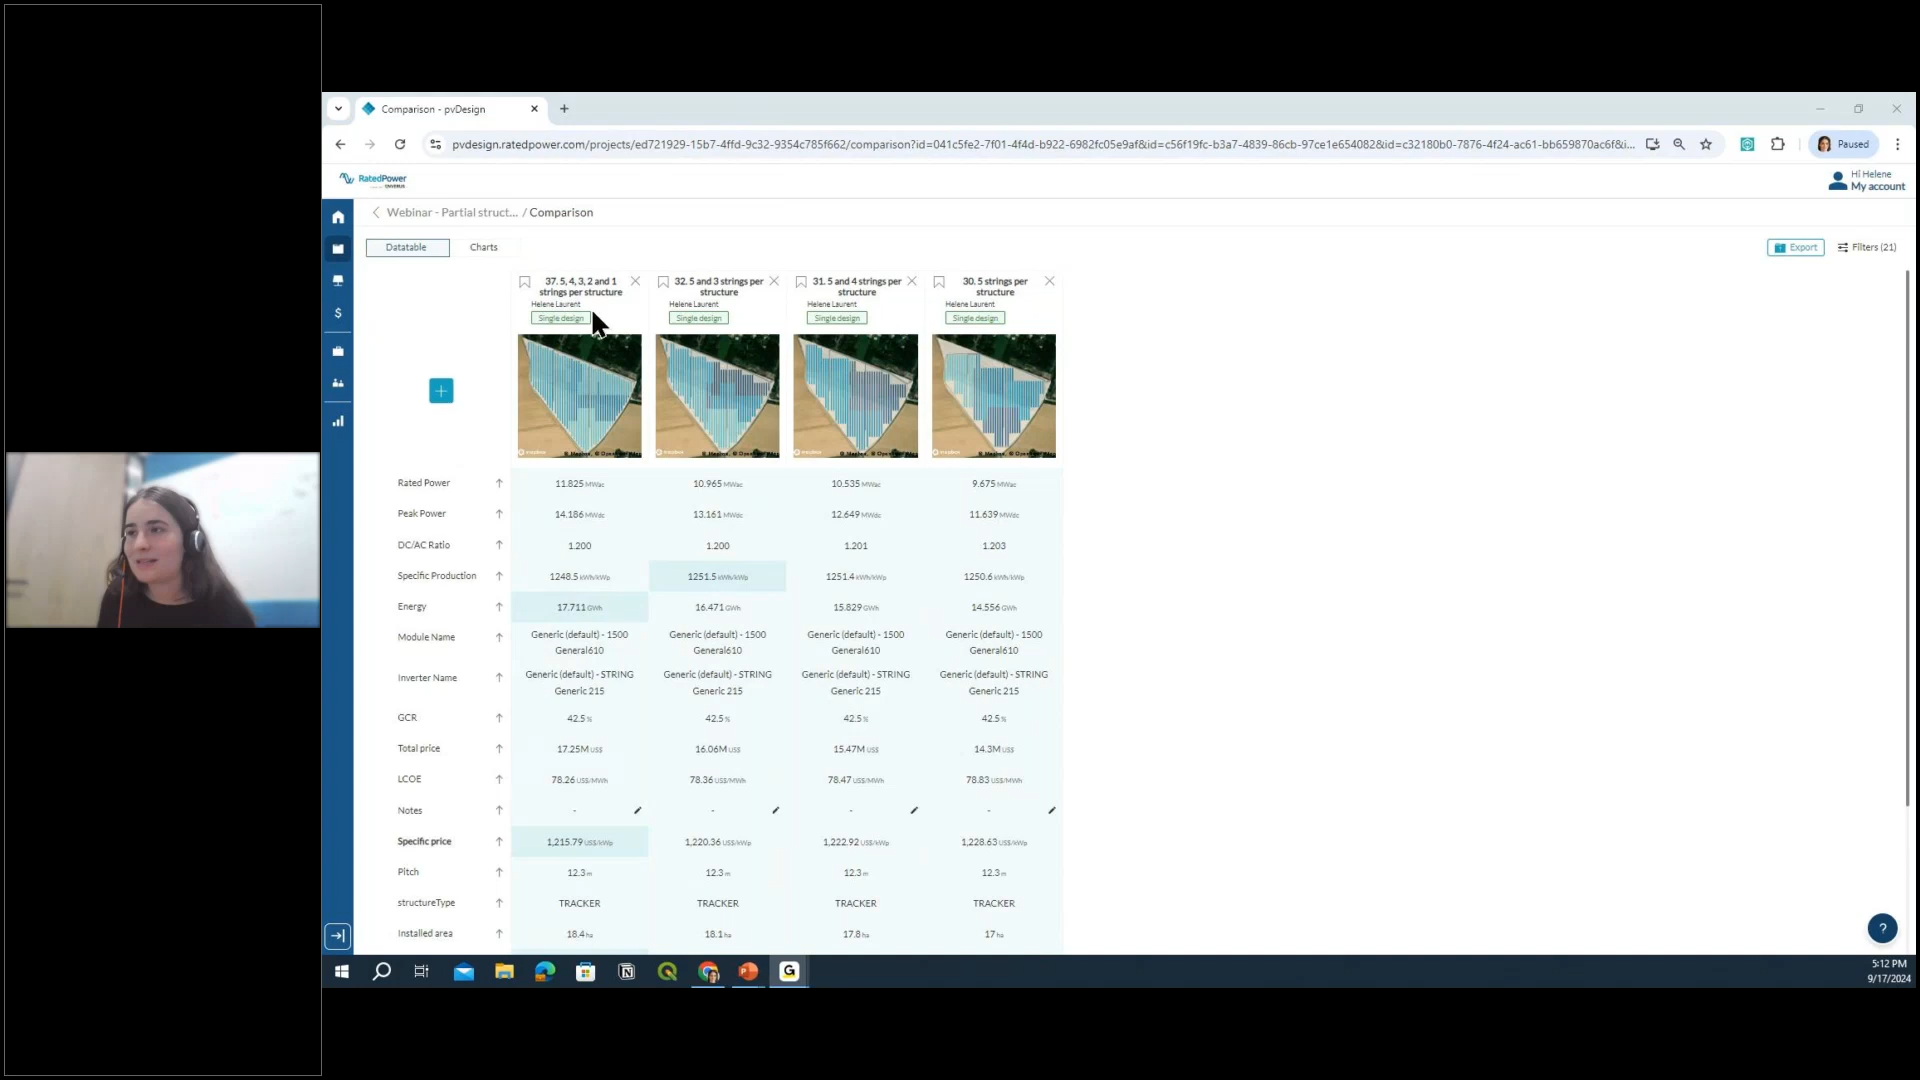 Comparison - pvDesign
pvdesign.ratedpower.com/projects/ed721929-15b7-4ffd-9c32-9354c785f662/comparison?id=041c5fe2-7f01-4f4d-b922-6982fc05e9af&id=c56f19fc-b3a7-4839-86cb-97ce1e654082&id=c32180b0-7876-4f24-ac61-bb659870ac6f&i...
Paused
RatedPower
Hi Helene
My account
Webinar - Partial struct... / Comparison
Datatable Charts
Export Filters (21)
37. 5, 4, 3, 2 and 1 strings per structure
Helene Laurent
Single design
32. 5 and 3 strings per structure
Helene Laurent
Single design
31. 5 and 4 strings per structure
Helene Laurent
Single design
30. 5 strings per structure
Helene Laurent
Single design
Rated Power 11.825 MWac 10.965 MWac 10.535 MWac 9.675 MWac
Peak Power 14.186 MWdc 13.161 MWdc 12.649 MWdc 11.639 MWdc
DC/AC Ratio 1.200 1.200 1.201 1.203
Specific Production 1248.5 kWh/kWp 1251.5 kWh/kWp 1251.4 kWh/kWp 1250.6 kWh/kWp
Energy 17.711 GWh 16.471 GWh 15.829 GWh 14.556 GWh
Module Name Generic (default) - 1500 General610 Generic (default) - 1500 General610 Generic (default) - 1500 General610 Generic (default) - 1500 General610
Inverter Name Generic (default) - STRING Generic 215 Generic (default) - STRING Generic 215 Generic (default) - STRING Generic 215 Generic (default) - STRING Generic 215
GCR 42.5 % 42.5 % 42.5 % 42.5 %
Total price 17.25M US$ 16.06M US$ 15.47M US$ 14.3M US$
LCOE 78.26 US$/MWh 78.36 US$/MWh 78.47 US$/MWh 78.83 US$/MWh
Notes - - - -
Specific price 1,215.79 US$/kWp 1,220.36 US$/kWp 1,222.92 US$/kWp 1,228.63 US$/kWp
Pitch 12.3 m 12.3 m 12.3 m 12.3 m
structureType TRACKER TRACKER TRACKER TRACKER
Installed area 18.4 ha 18.1 ha 17.8 ha 17 ha
?
5:12 PM
9/17/2024